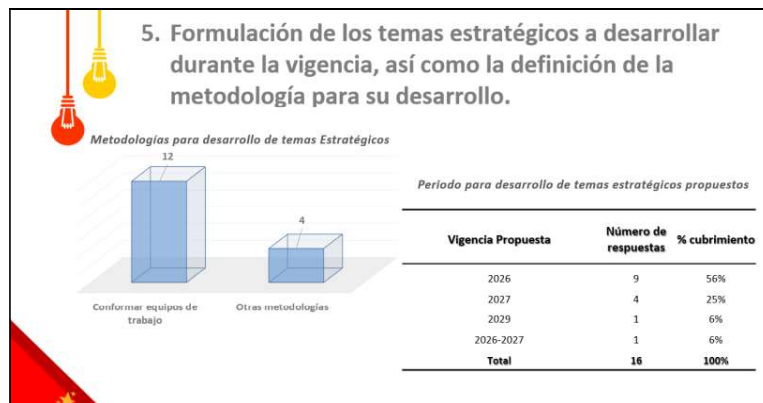 5. Formulación de los temas estratégicos a desarrollar
durante la vigencia, así como la definición de la
metodología para su desarrollo.
Metodologías para desarrollo de temas Estratégicos
12
4
Conformar equipos de
trabajo
Otras metodologías
Periodo para desarrollo de temas estratégicos propuestos
Vigencia Propuesta Número de respuestas % cubrimiento
2026 9 56%
2027 4 25%
2029 1 6%
2026-2027 1 6%
Total 16 100%